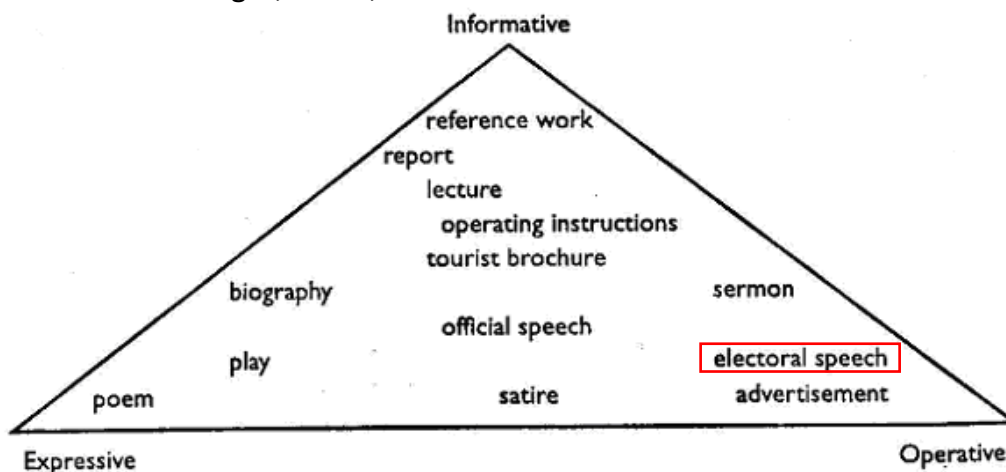 Informative
reference work
report
lecture
operating instructions
tourist brochure
biography
sermon
official speech
play
electoral speech
poem
satire
advertisement
Expressive
Operative